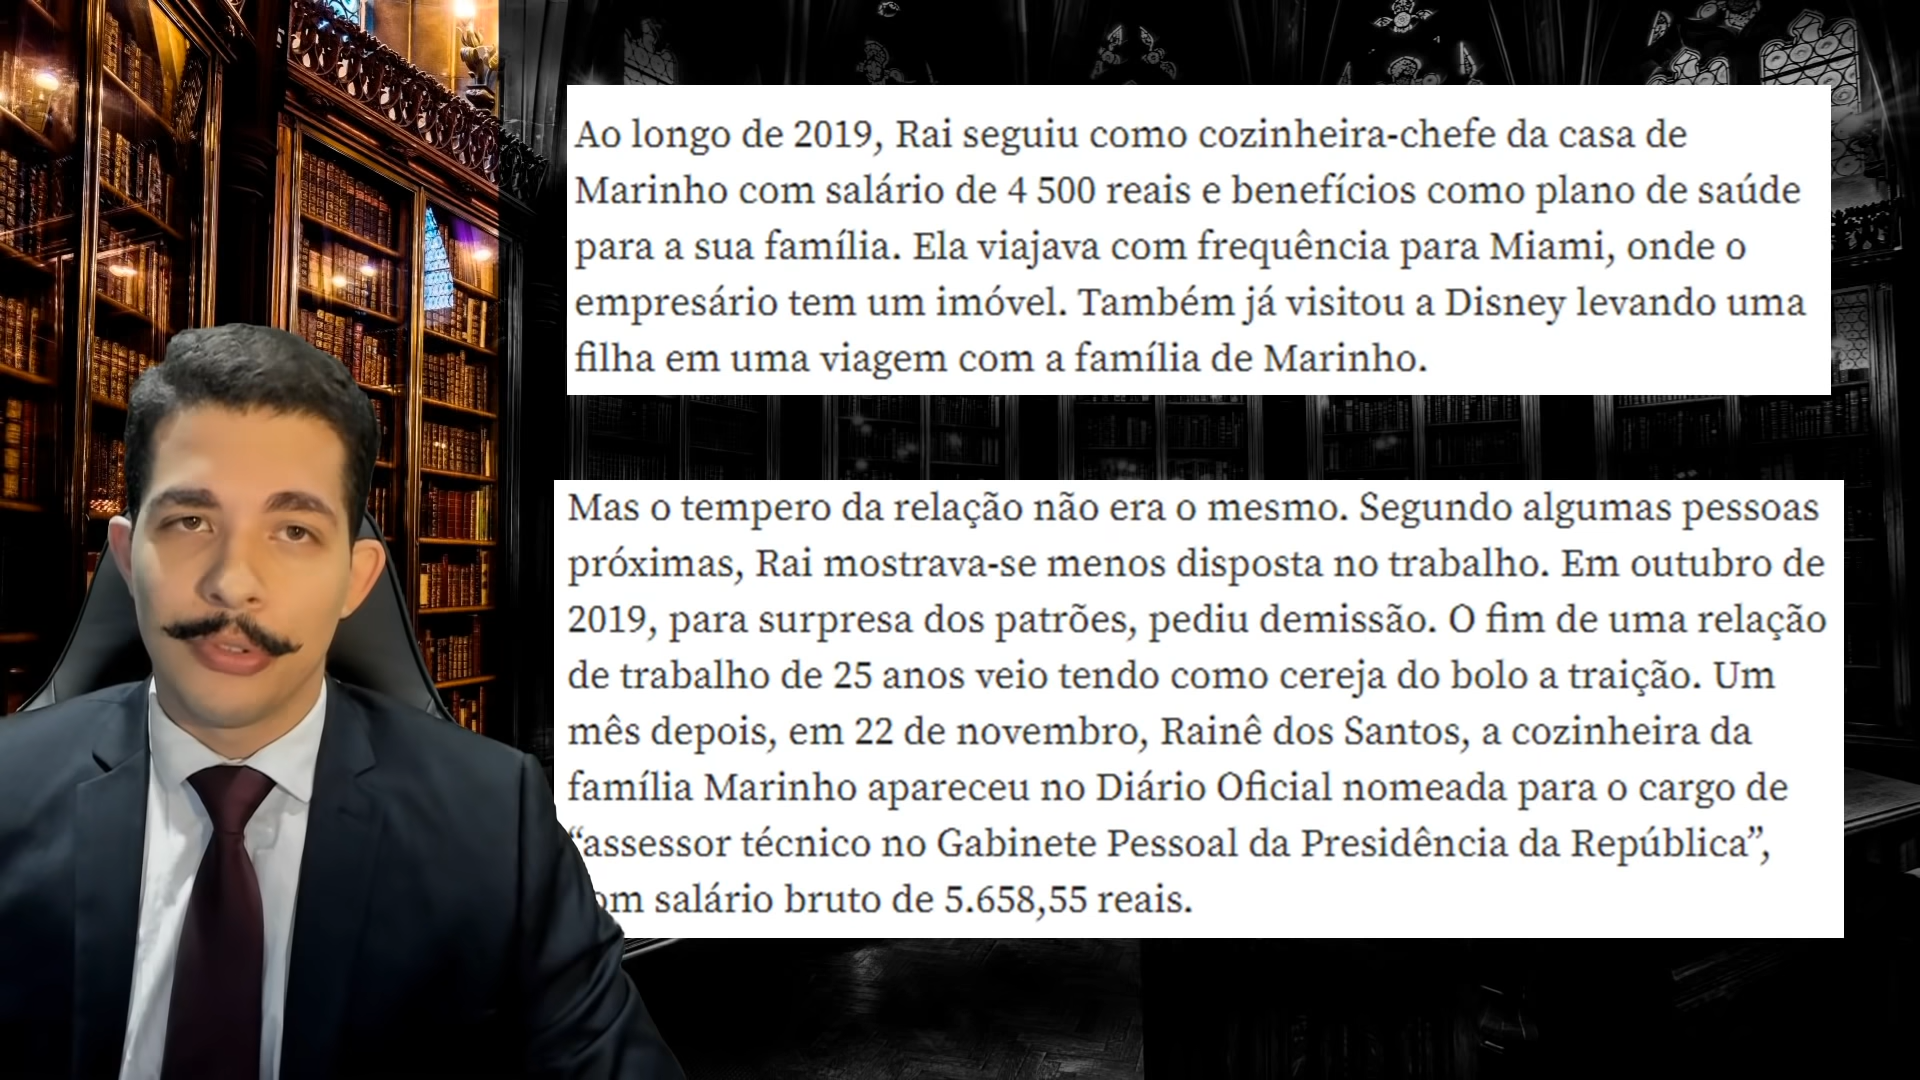 Ao longo de 2019, Rai seguiu como cozinheira-chefe da casa de
Marinho com salário de 4 500 reais e benefícios como plano de saúde
para a sua família. Ela viajava com frequência para Miami, onde o
empresário tem um imóvel. Também já visitou a Disney levando uma
filha em uma viagem com a família de Marinho.
Mas o tempero da relação não era o mesmo. Segundo algumas pessoas
próximas, Rai mostrava-se menos disposta no trabalho. Em outubro de
2019, para surpresa dos patrões, pediu demissão. O fim de uma relação
de trabalho de 25 anos veio tendo como cereja do bolo a traição. Um
mês depois, em 22 de novembro, Rainê dos Santos, a cozinheira da
família Marinho apareceu no Diário Oficial nomeada para o cargo de
“assessor técnico no Gabinete Pessoal da Presidência da República”,
om salário bruto de 5.658,55 reais.